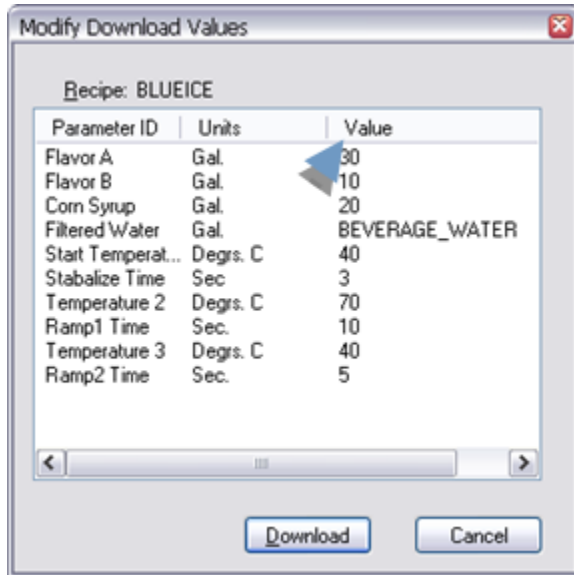 Modify Download Values
Recipe: BLUEICE
Parameter ID Units Value
Flavor A Gal. 30
Flavor B Gal. 10
Corn Syrup Gal. 20
Filtered Water Gal. BEVERAGE_WATER
Start Temperat... Degrs. C 40
Stabalize Time Sec 3
Temperature 2 Degrs. C 70
Ramp1 Time Sec. 10
Temperature 3 Degrs. C 40
Ramp2 Time Sec. 5
Download Cancel